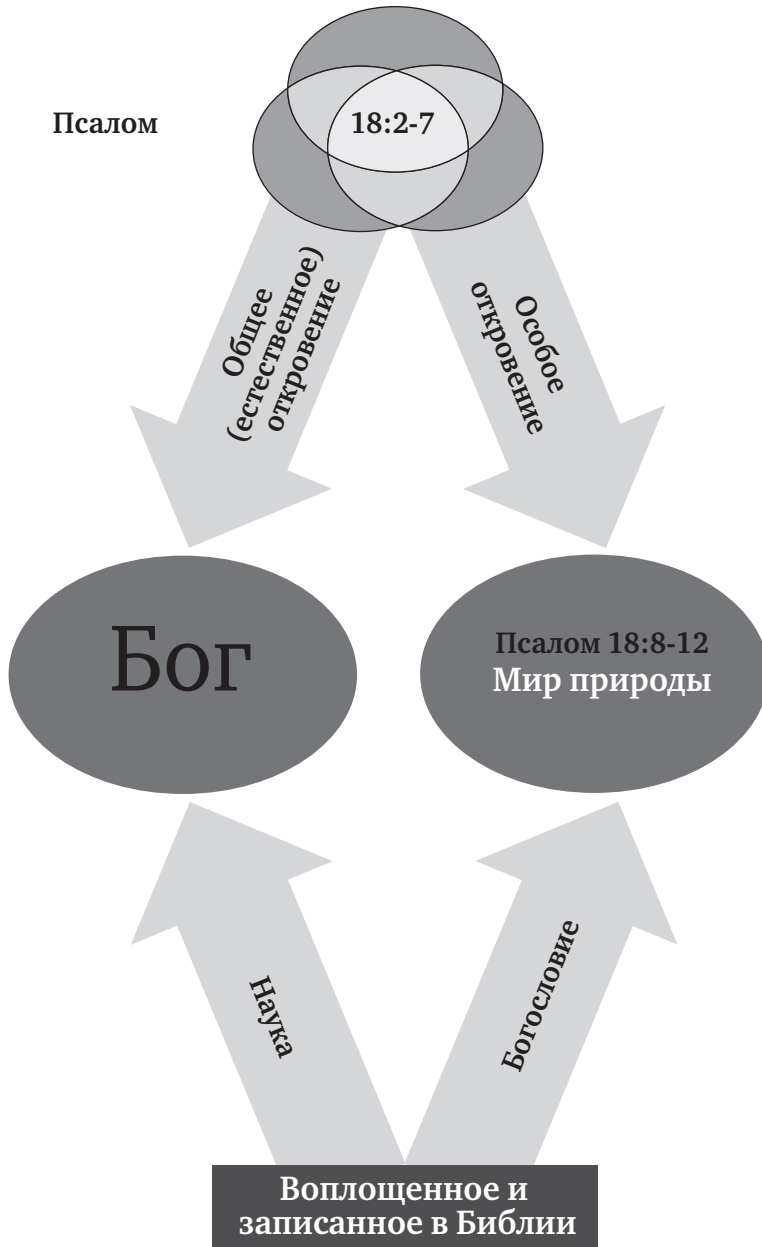 Псалом
18:2-7
Общее
(естественное)
откровение
Особое
откровение
Бог
Псалом 18:8-12
Мир природы
Наука
Богословие
Воплощенное и
записанное в Библии